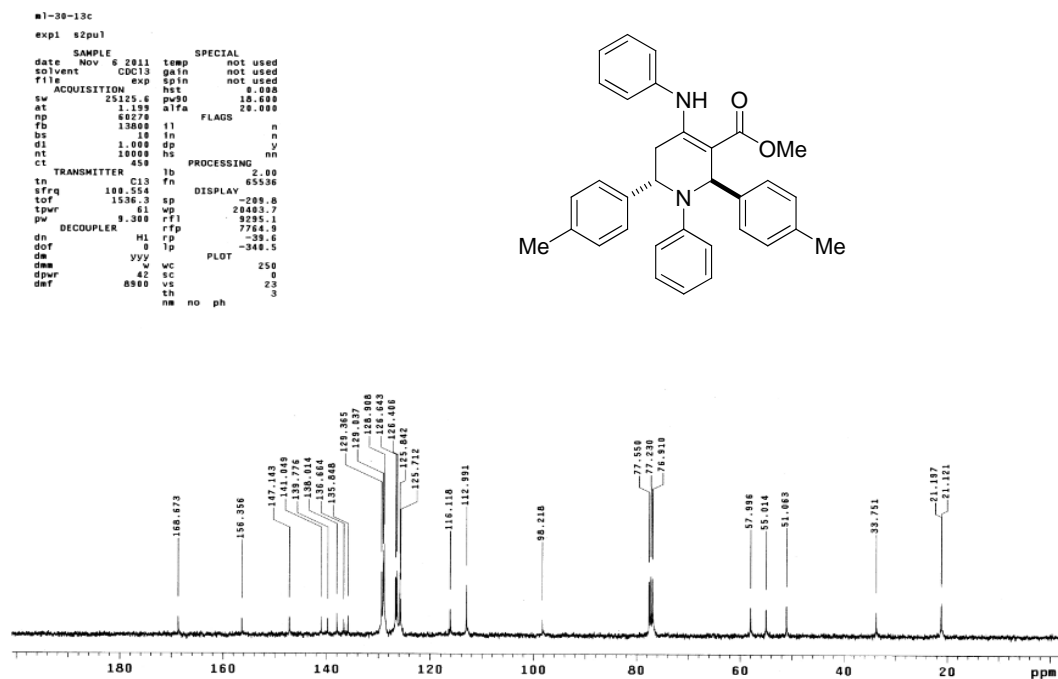 m1-30-13c
exp1 s2pul
SAMPLE SPECIAL
date Nov 6 2011 temp not used
solvent CDCl3 gain not used
file exp spin not used
ACQUISITION hst 0.008
sw 25125.6 pw90 18.600
at 1.199 alfa 20.000
np 60270 FLAGS
fb 13800 il n
bs 10 in n
d1 1.000 dp y
nt 10000 hs nn
ct 450 PROCESSING
TRANSMITTER lb 2.00
tn C13 fn 65536
sfrq 100.554 DISPLAY
tof 1536.3 sp -209.8
tpwr 61 wp 20403.7
pw 9.300 rfl 9295.1
DECOUPLER rfp 7764.9
dn H1 rp -39.6
dof 0 lp -340.5
dm yyy PLOT
dmm w wc 250
dpwr 42 sc 0
dmf 8900 vs 23
th 3
nm no ph
NH
O
OMe
N
Me
Me
168.673
156.356
147.143
141.049
139.776
138.014
136.664
135.848
129.365
129.037
128.908
126.643
126.406
125.842
125.712
116.118
112.991
98.218
77.550
77.230
76.910
57.996
55.014
51.063
33.751
21.197
21.121
180 160 140 120 100 80 60 40 20 ppm